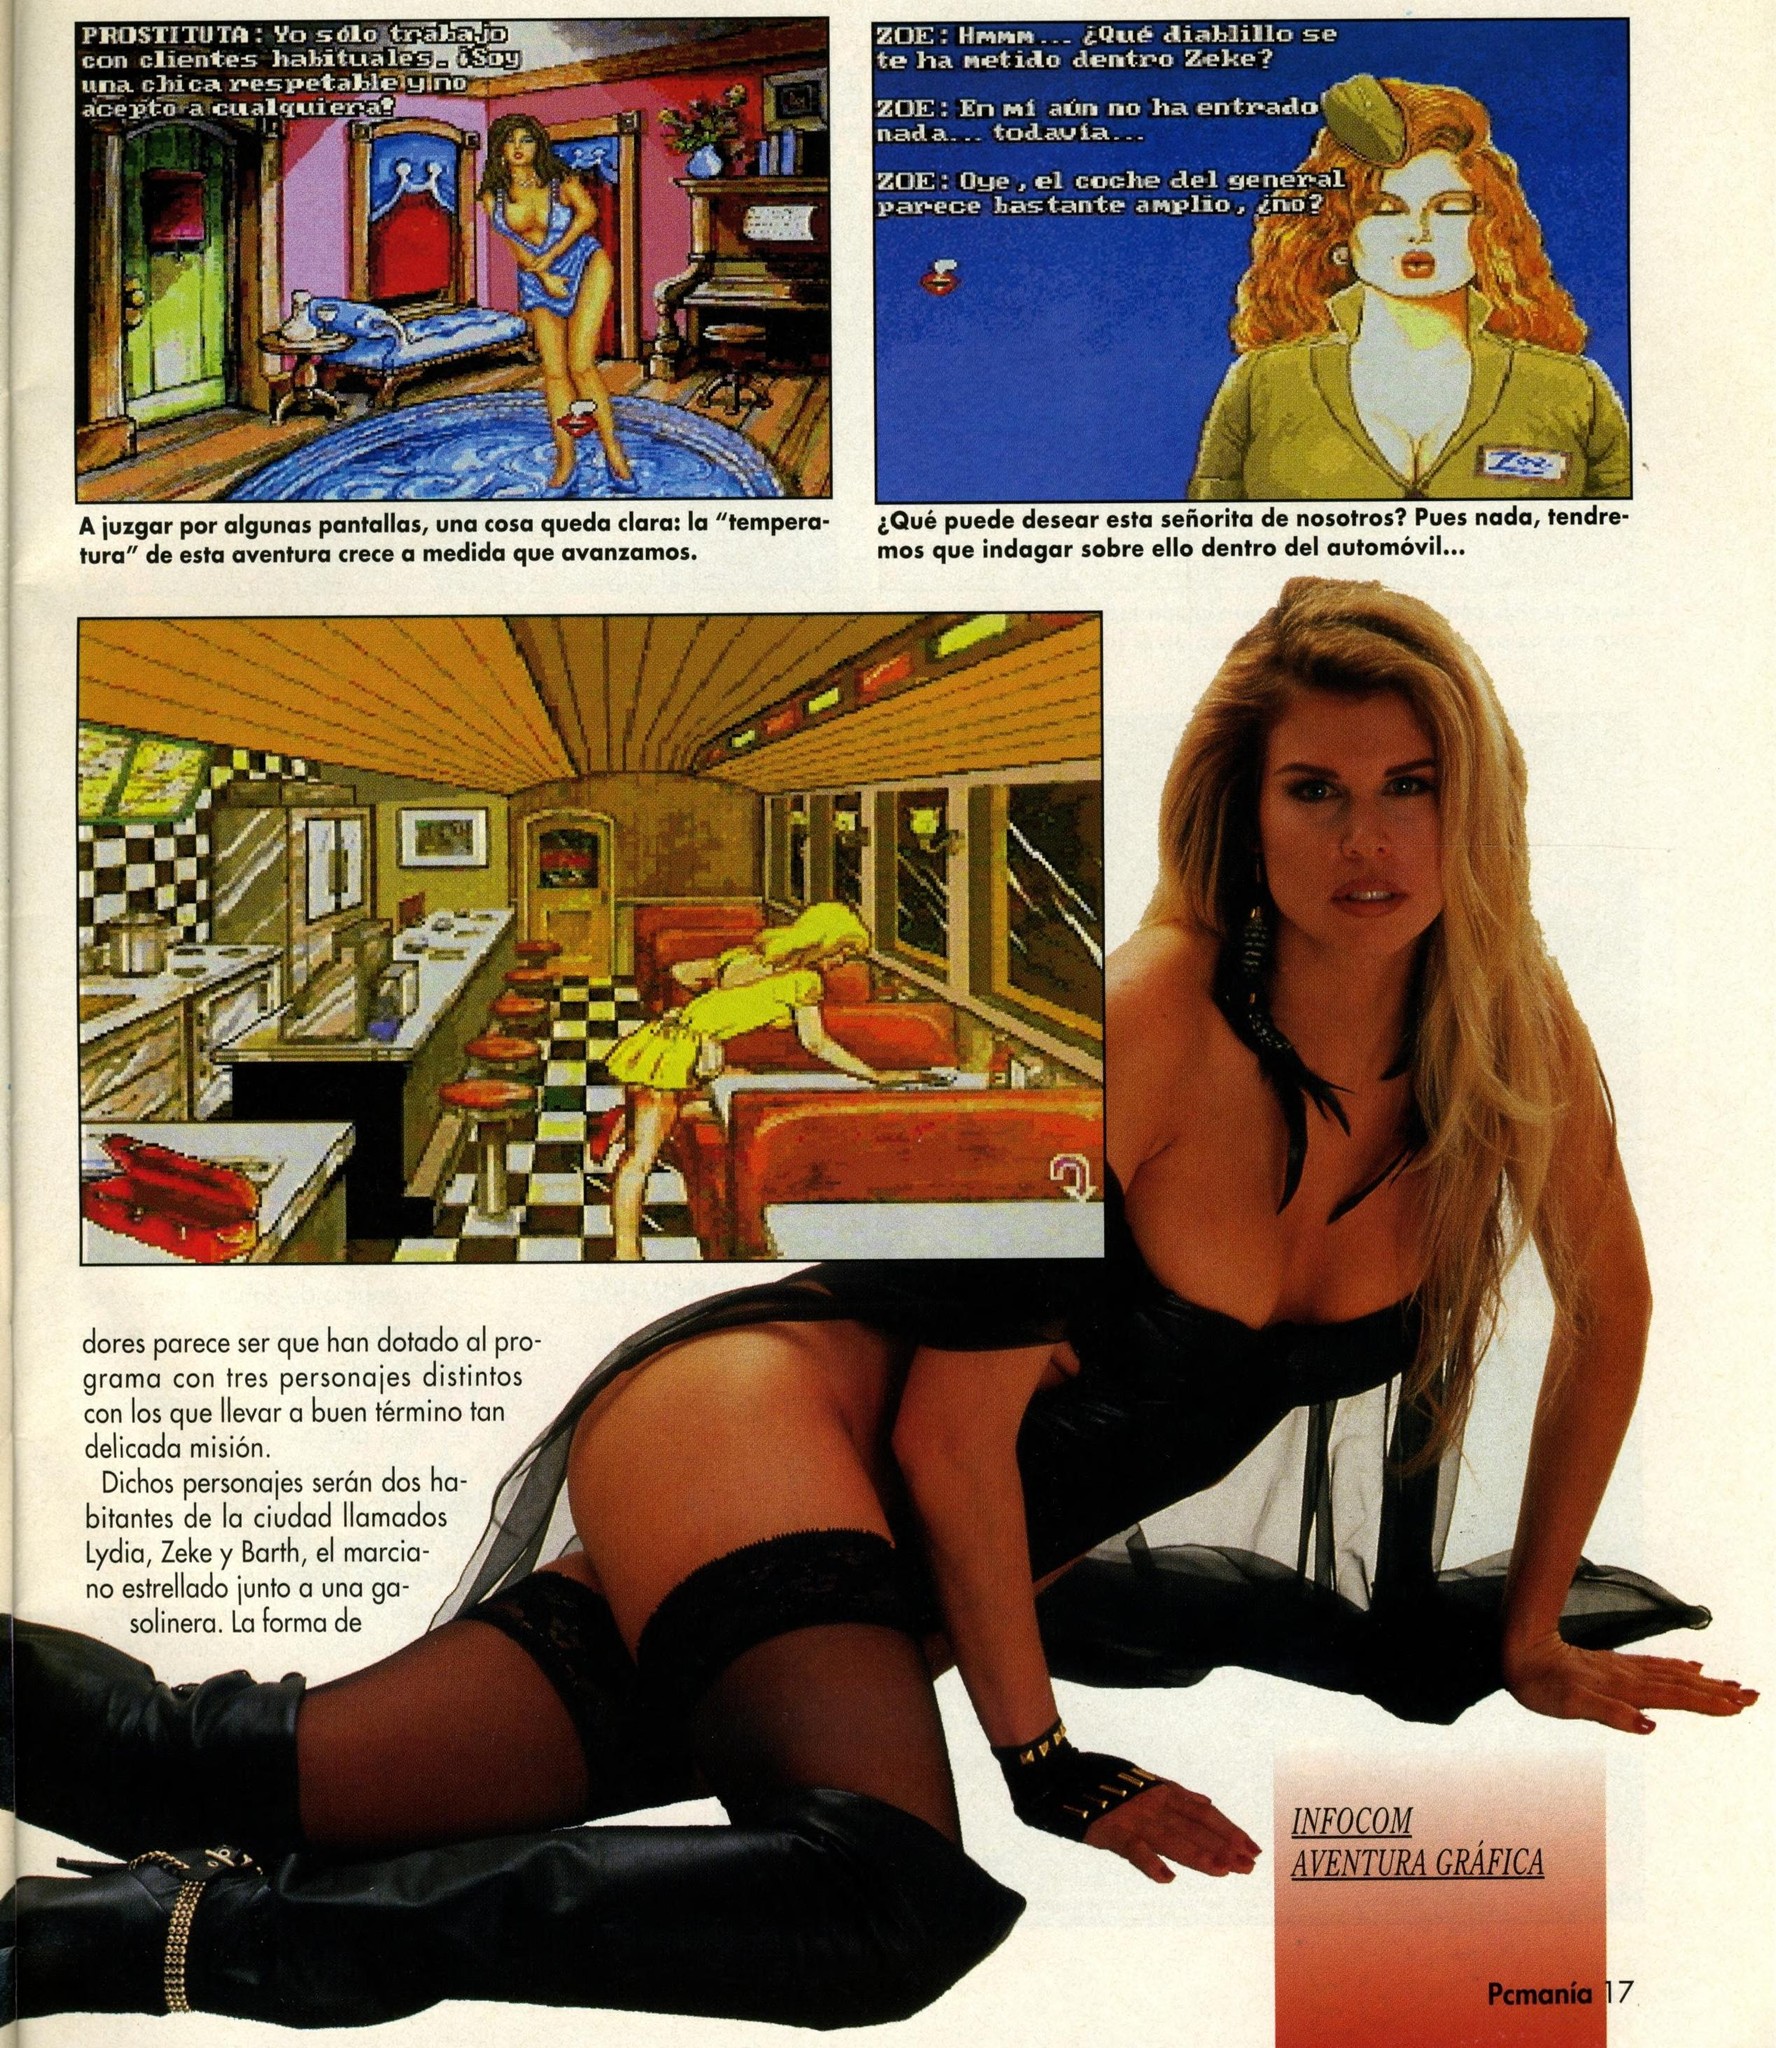 PROSTITUTA: Yo sólo trabajo
con clientes habituales. ¡Soy
una chica respetable y no
acepto a cualquiera!
ZOE: Hmmm... ¿Qué diablillo se
te ha metido dentro Zeke?
ZOE: En mí aún no ha entrado
nada... todavía...
ZOE: Oye, el coche del general
parece bastante amplio, ¿no?
Zoe
A juzgar por algunas pantallas, una cosa queda clara: la “tempera-
tura” de esta aventura crece a medida que avanzamos.
¿Qué puede desear esta señorita de nosotros? Pues nada, tendre-
mos que indagar sobre ello dentro del automóvil...
dores parece ser que han dotado al pro-
grama con tres personajes distintos
con los que llevar a buen término tan
delicada misión.
Dichos personajes serán dos ha-
bitantes de la ciudad llamados
Lydia, Zeke y Barth, el marcia-
no estrellado junto a una ga-
solinera. La forma de
INFOCOM
AVENTURA GRÁFICA
Pcmanía 17